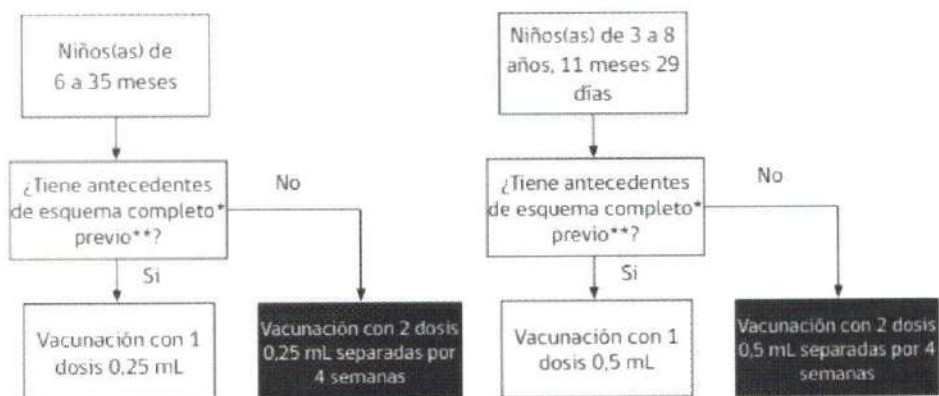 Niños(as) de
6 a 35 meses
¿Tiene antecedentes
de esquema completo*
previo**?
No
Si
Vacunación con 1
dosis 0,25 mL
Vacunación con 2 dosis
0,25 mL separadas por
4 semanas
Niños(as) de 3 a 8
años, 11 meses 29
días
¿Tiene antecedentes
de esquema completo*
previo**?
No
Si
Vacunación con 1
dosis 0,5 mL
Vacunación con 2 dosis
0,5 mL separadas por
4 semanas